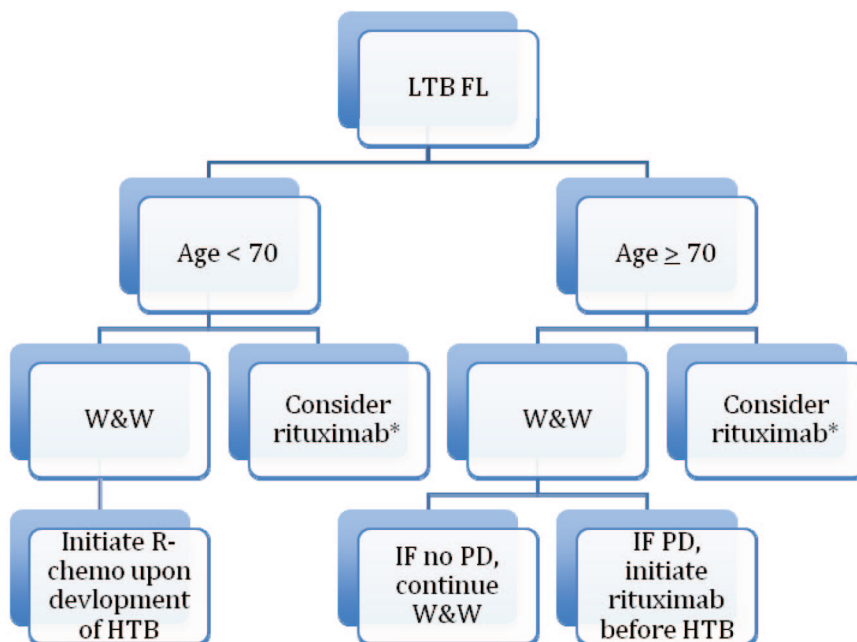 LTB FL
Age < 70
Age ≥ 70
W&W
Consider
rituximab*
W&W
Consider
rituximab*
Initiate R-
chemo upon
devlopment
of HTB
IF no PD,
continue
W&W
IF PD,
initiate
rituximab
before HTB